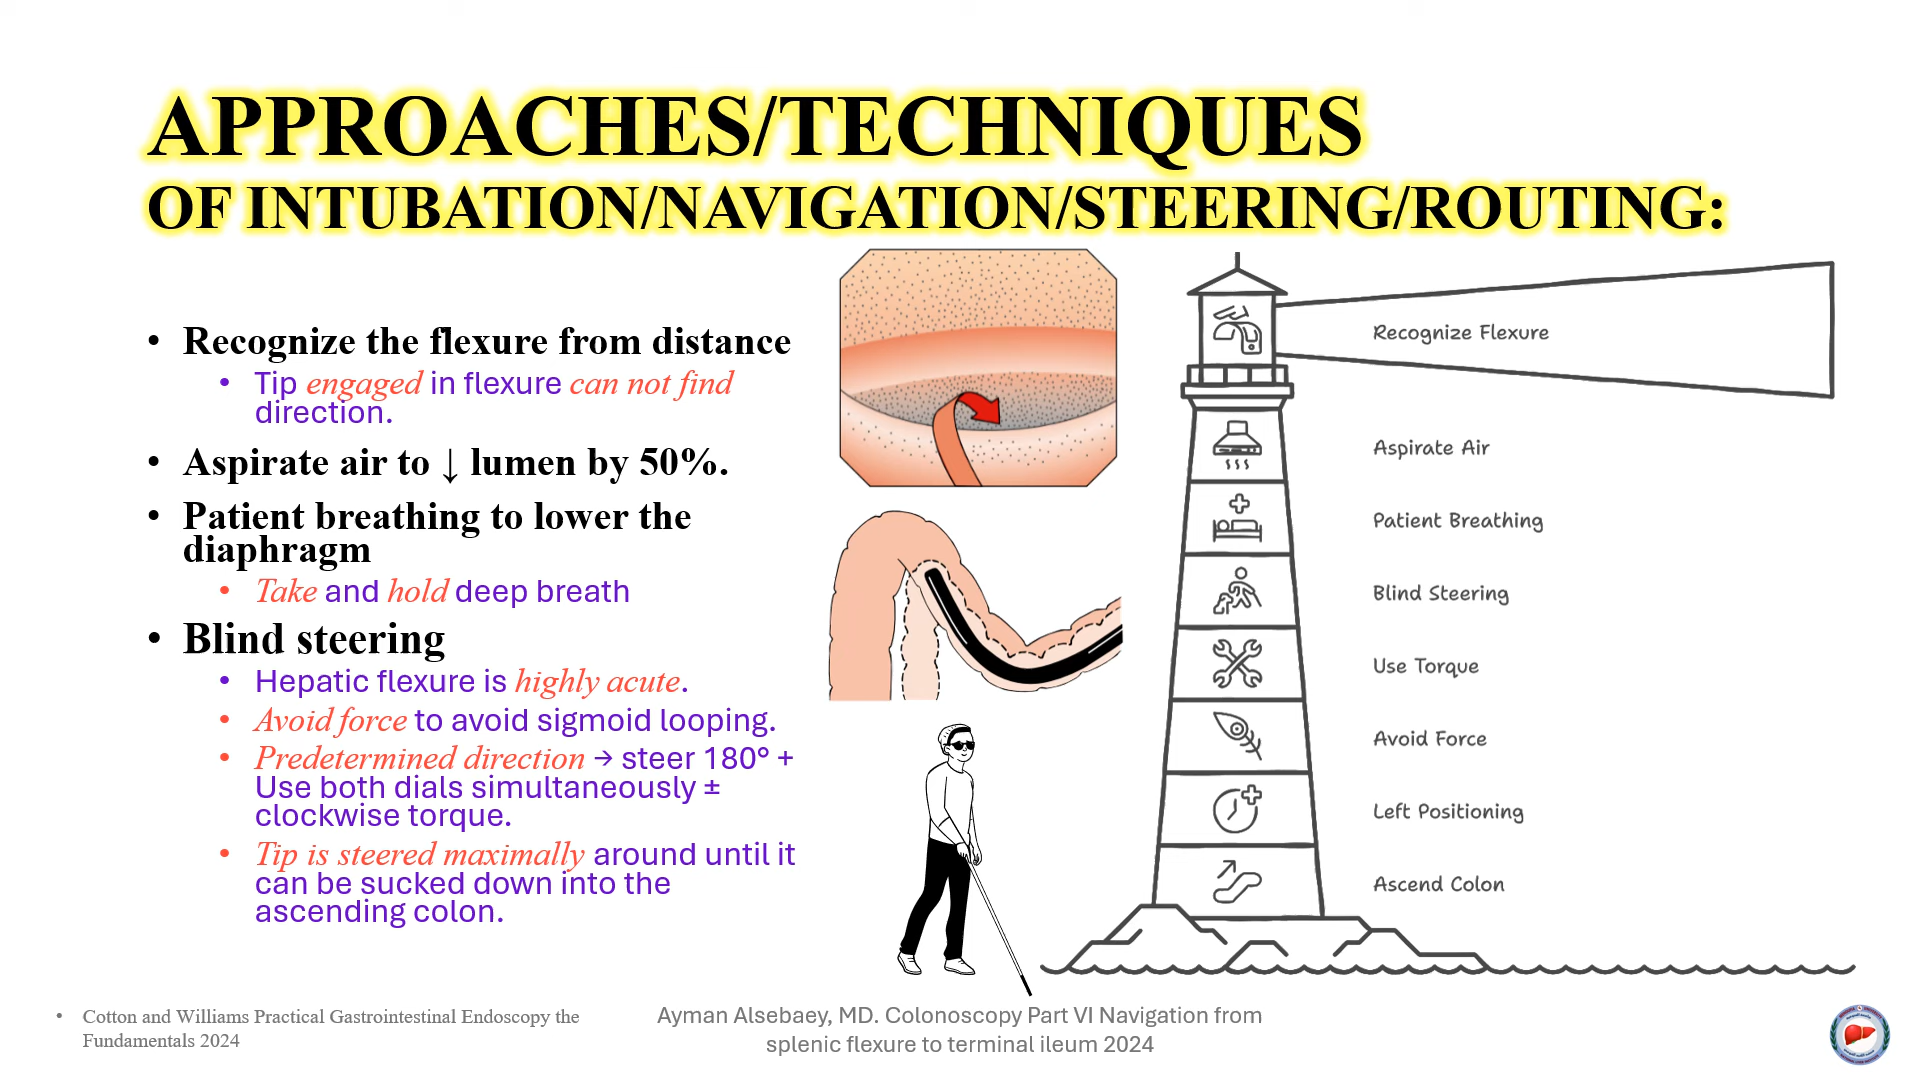 APPROACHES/TECHNIQUES
OF INTUBATION/NAVIGATION/STEERING/ROUTING:
• Recognize the flexure from distance
• Tip engaged in flexure can not find
direction.
• Aspirate air to ↓ lumen by 50%.
• Patient breathing to lower the
diaphragm
• Take and hold deep breath
• Blind steering
• Hepatic flexure is highly acute.
• Avoid force to avoid sigmoid looping.
• Predetermined direction → steer 180° +
Use both dials simultaneously ±
clockwise torque.
• Tip is steered maximally around until it
can be sucked down into the
ascending colon.
Recognize Flexure
Aspirate Air
Patient Breathing
Blind Steering
Use Torque
Avoid Force
Left Positioning
Ascend Colon
• Cotton and Williams Practical Gastrointestinal Endoscopy the
Fundamentals 2024
Ayman Alsebaey, MD. Colonoscopy Part VI Navigation from
splenic flexure to terminal ileum 2024